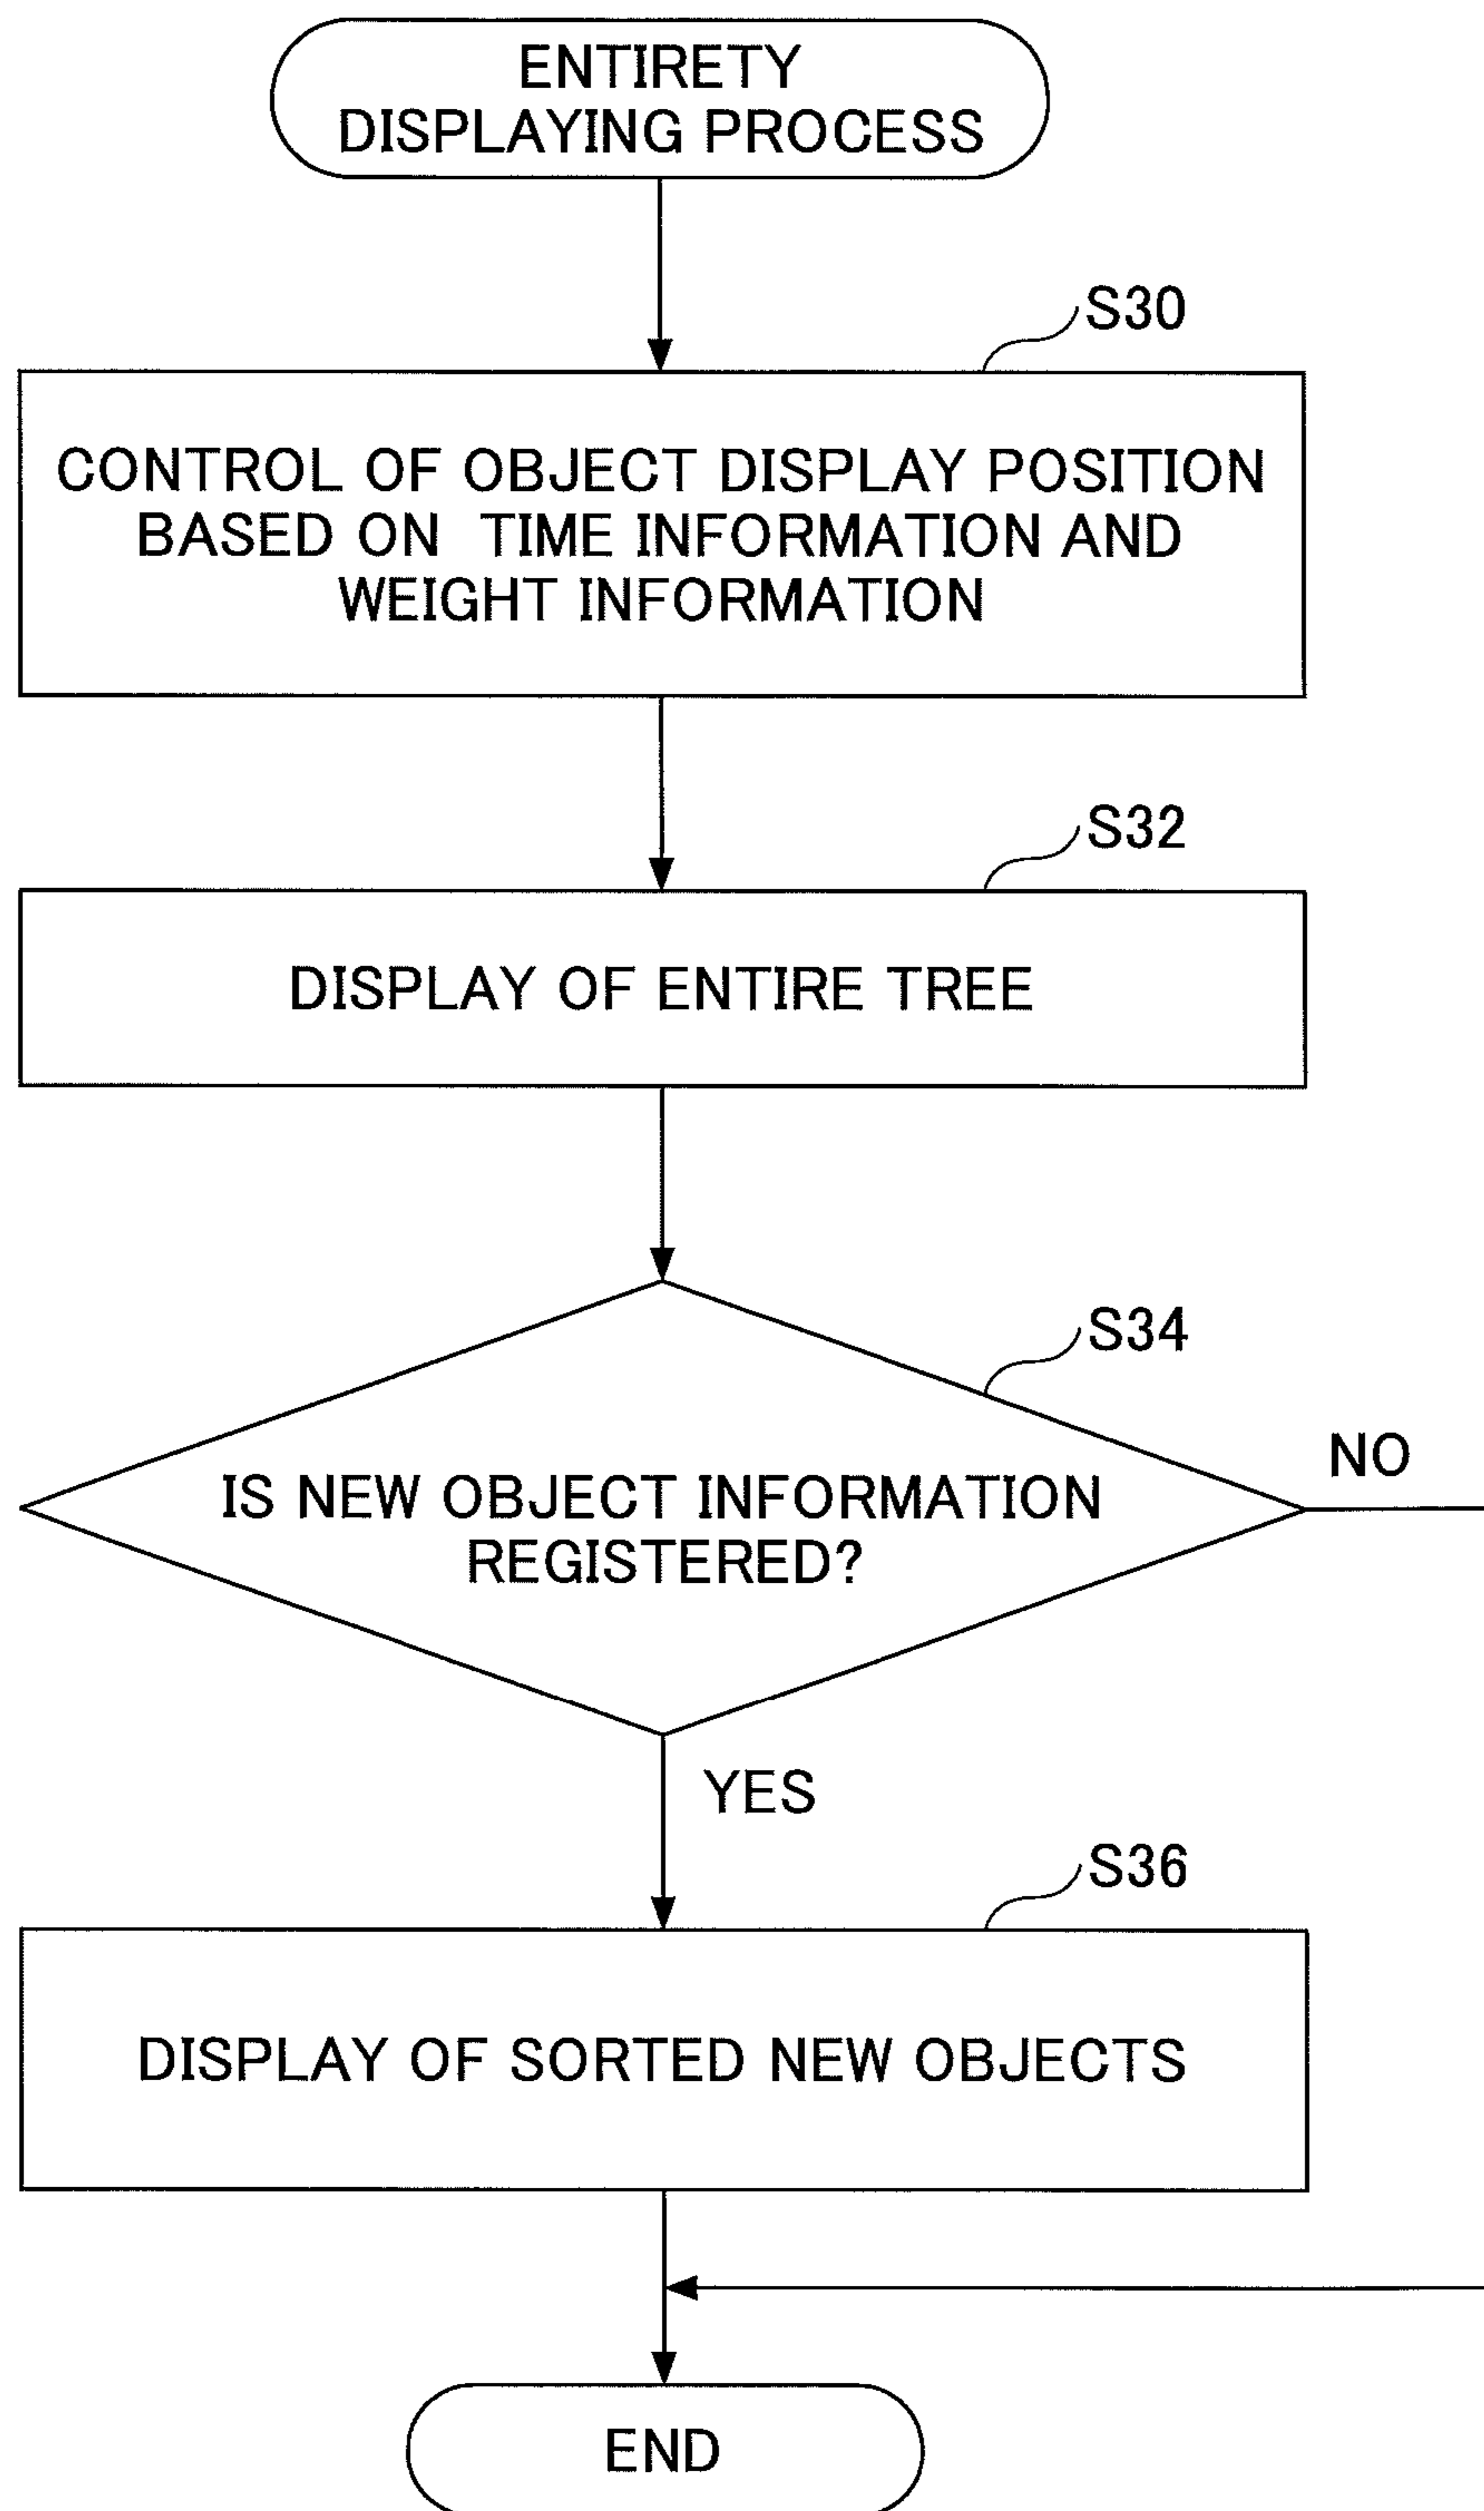 ENTIRETY
DISPLAYING PROCESS
S30
CONTROL OF OBJECT DISPLAY POSITION
BASED ON TIME INFORMATION AND
WEIGHT INFORMATION
S32
DISPLAY OF ENTIRE TREE
S34
NO
IS NEW OBJECT INFORMATION
REGISTERED?
YES
S36
DISPLAY OF SORTED NEW OBJECTS
END